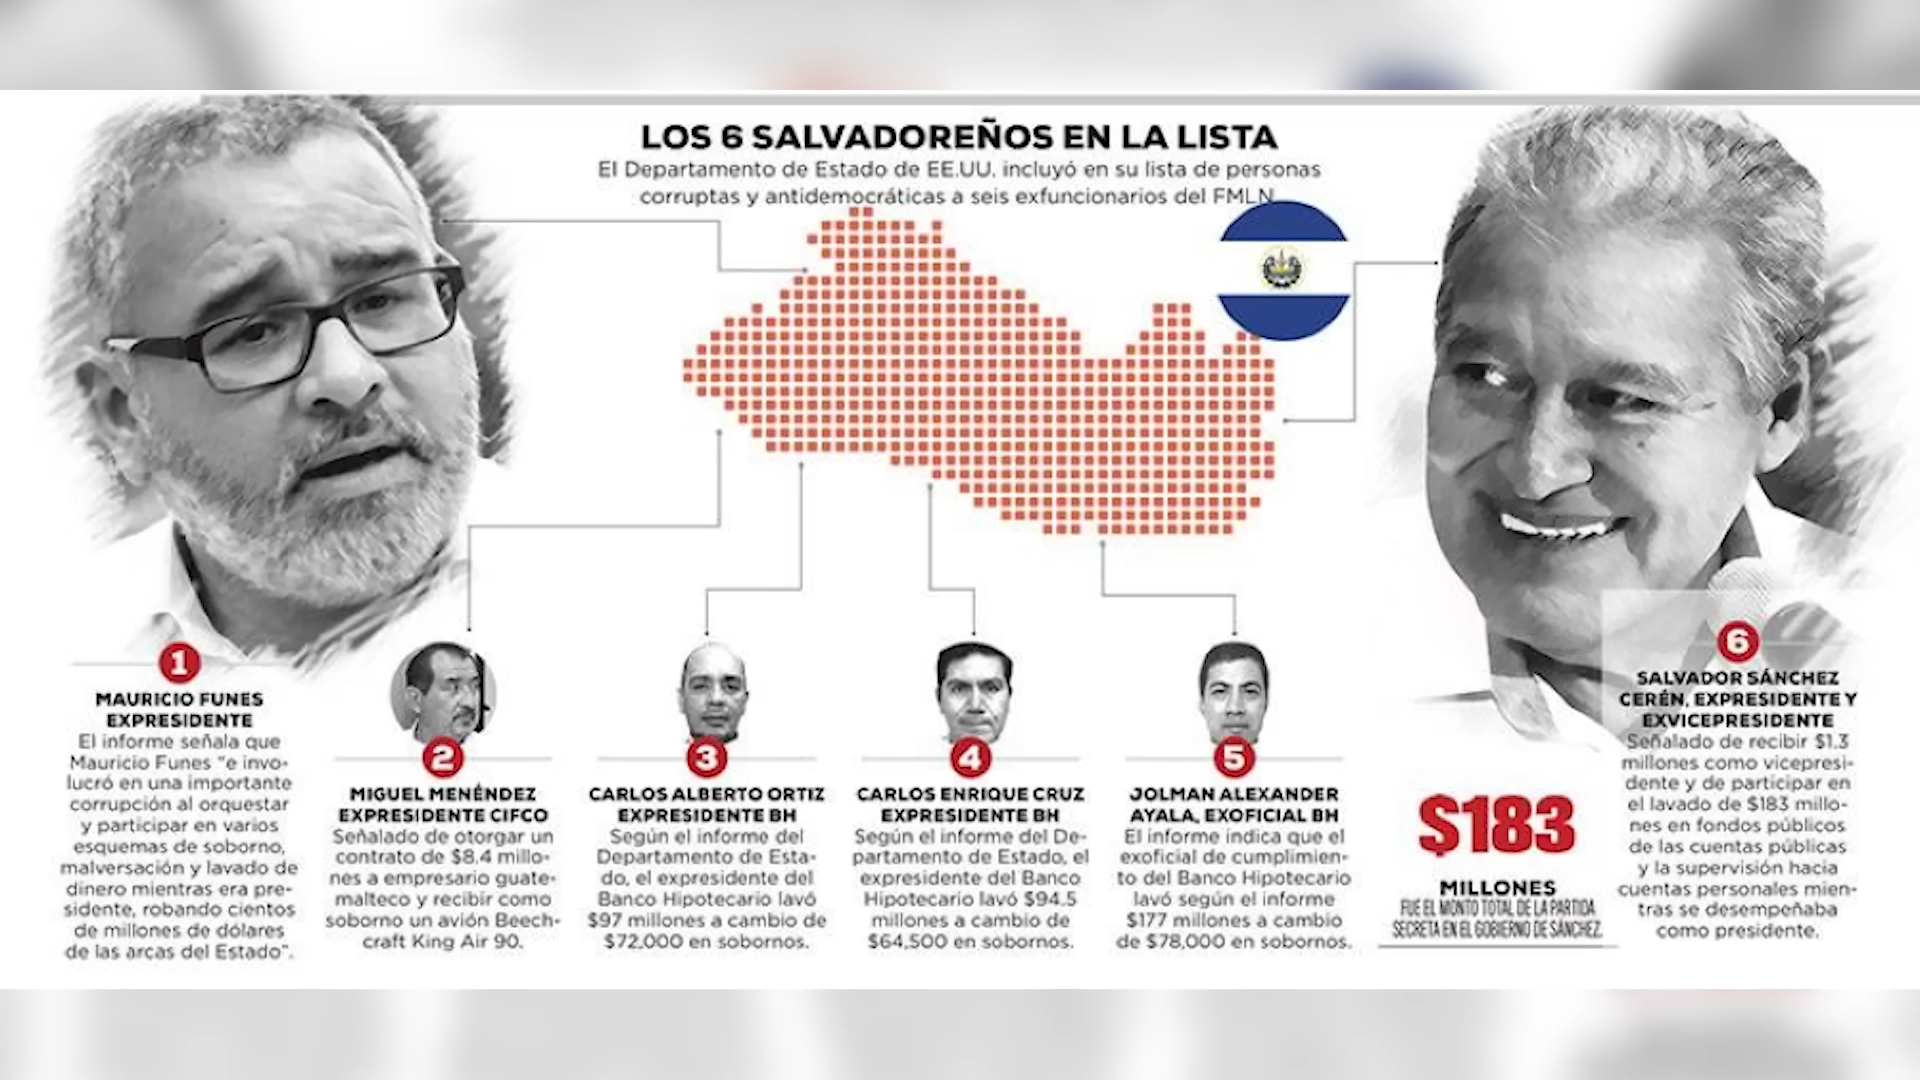 LOS 6 SALVADOREÑOS EN LA LISTA
El Departamento de Estado de EE.UU. incluyó en su lista de personas
corruptas y antidemocráticas a seis exfuncionarios del FMLN
1
MAURICIO FUNES
EXPRESIDENTE
El informe señala que
Mauricio Funes "e invo-
lucró en una importante
corrupción al orquestar
y participar en varios
esquemas de soborno,
malversación y lavado de
dinero mientras era pre-
sidente, robando cientos
de millones de dólares
de las arcas del Estado".
2
MIGUEL MENÉNDEZ
EXPRESIDENTE CIFCO
Señalado de otorgar un
contrato de $8.4 millo-
nes a empresario guate-
malteco y recibir como
soborno un avión Beech-
craft King Air 90.
3
CARLOS ALBERTO ORTIZ
EXPRESIDENTE BH
Según el informe del
Departamento de Esta-
do, el expresidente del
Banco Hipotecario lavó
$97 millones a cambio de
$72,000 en sobornos.
4
CARLOS ENRIQUE CRUZ
EXPRESIDENTE BH
Según el informe del De-
partamento de Estado, el
expresidente del Banco
Hipotecario lavó $94.5
millones a cambio de
$64,500 en sobornos.
5
JOLMAN ALEXANDER
AYALA, EXOFICIAL BH
El informe indica que el
exoficial de cumplimien-
to del Banco Hipotecario
lavó según el informe
$177 millones a cambio
de $78,000 en sobornos.
$183
MILLONES
FUE EL MONTO TOTAL DE LA PARTIDA
SECRETA EN EL GOBIERNO DE SÁNCHEZ.
6
SALVADOR SÁNCHEZ
CERÉN, EXPRESIDENTE Y
EXVICEPRESIDENTE
Señalado de recibir $1.3
millones como vicepresi-
dente y de participar en
el lavado de $183 millo-
nes en fondos públicos
de las cuentas públicas
y la supervisión hacia
cuentas personales mien-
tras se desempeñaba
como presidente.